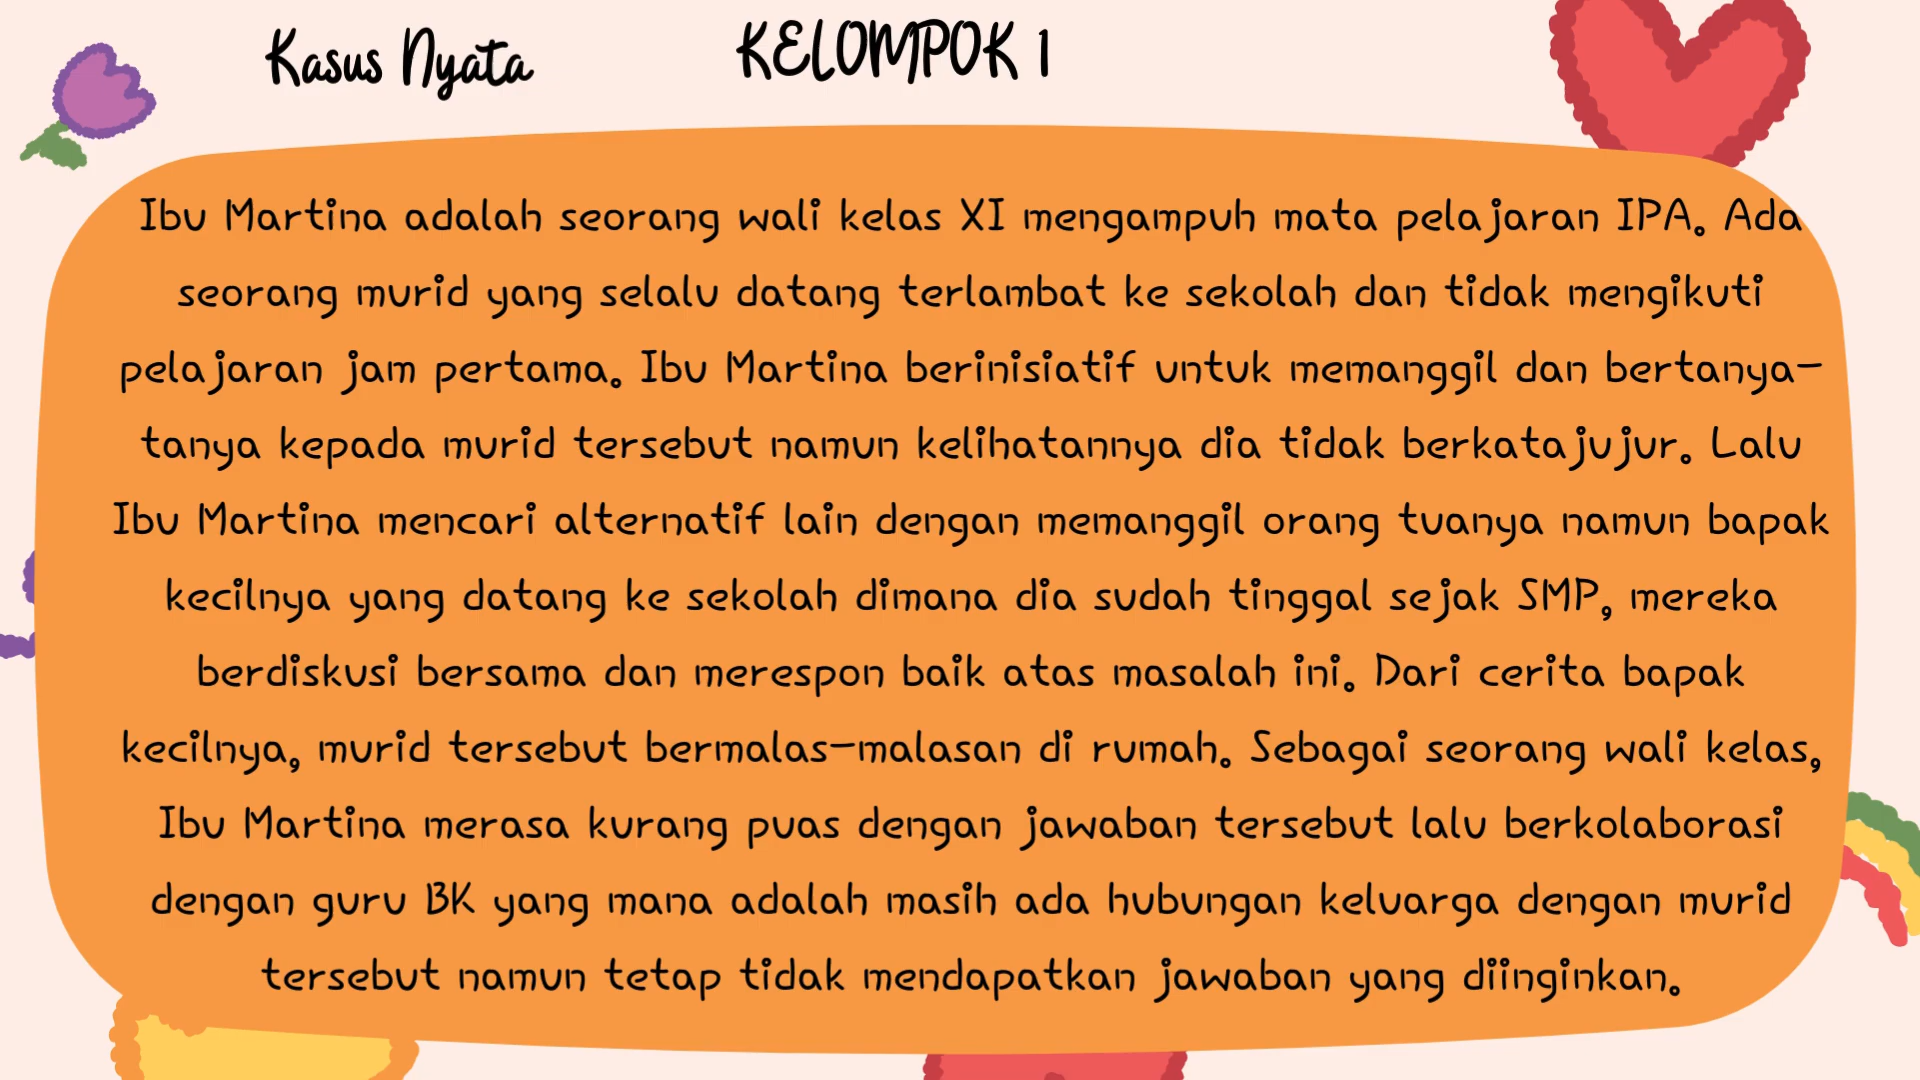 Kasus Nyata
KELOMPOK 1
Ibu Martina adalah seorang wali kelas XI mengampuh mata pelajaran IPA. Ada
seorang murid yang selalu datang terlambat ke sekolah dan tidak mengikuti
pelajaran jam pertama. Ibu Martina berinisiatif untuk memanggil dan bertanya-
tanya kepada murid tersebut namun kelihatannya dia tidak berkatajujur. Lalu
Ibu Martina mencari alternatif lain dengan memanggil orang tuanya namun bapak
kecilnya yang datang ke sekolah dimana dia sudah tinggal sejak SMP, mereka
berdiskusi bersama dan merespon baik atas masalah ini. Dari cerita bapak
kecilnya, murid tersebut bermalas-malasan di rumah. Sebagai seorang wali kelas,
Ibu Martina merasa kurang puas dengan jawaban tersebut lalu berkolaborasi
dengan guru BK yang mana adalah masih ada hubungan keluarga dengan murid
tersebut namun tetap tidak mendapatkan jawaban yang diinginkan.